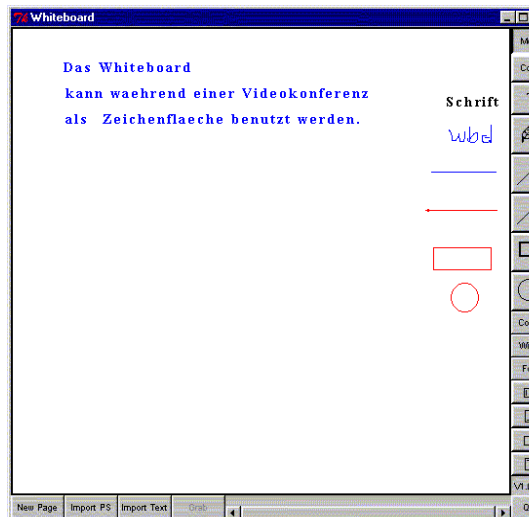 Whiteboard
Das Whiteboard
kann waehrend einer Videokonferenz
als Zeichenflaeche benutzt werden.
Schrift
wbd
New Page
Import PS
Import Text
Grab